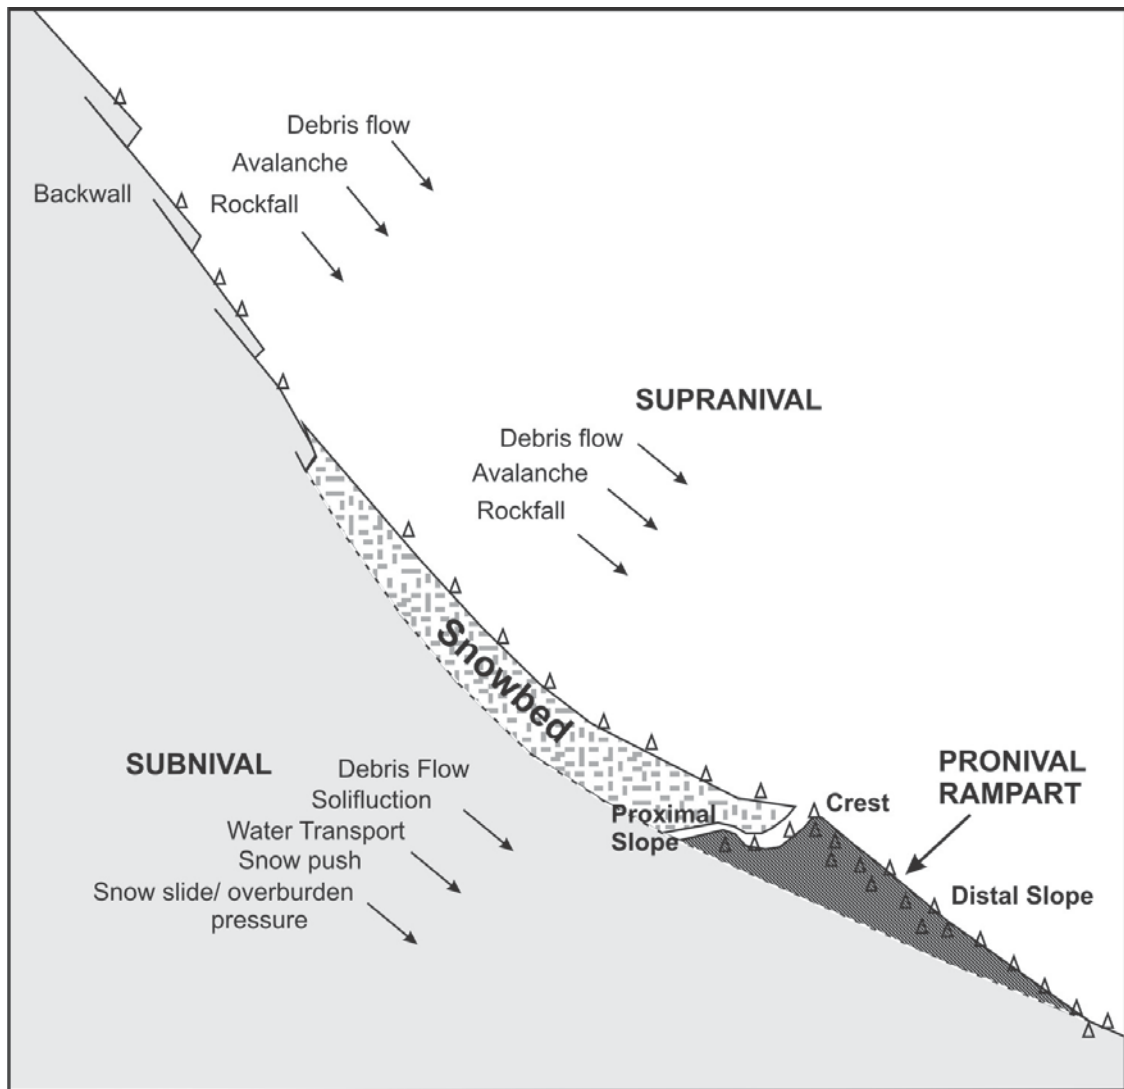 Debris flow
Avalanche
Backwall
Rockfall
SUPRANIVAL
Debris flow
Avalanche
Rockfall
Snowbed
SUBNIVAL
Debris Flow
Solifluction
Water Transport
Snow push
Snow slide/ overburden
pressure
PRONIVAL
RAMPART
Proximal
Slope
Crest
Distal Slope